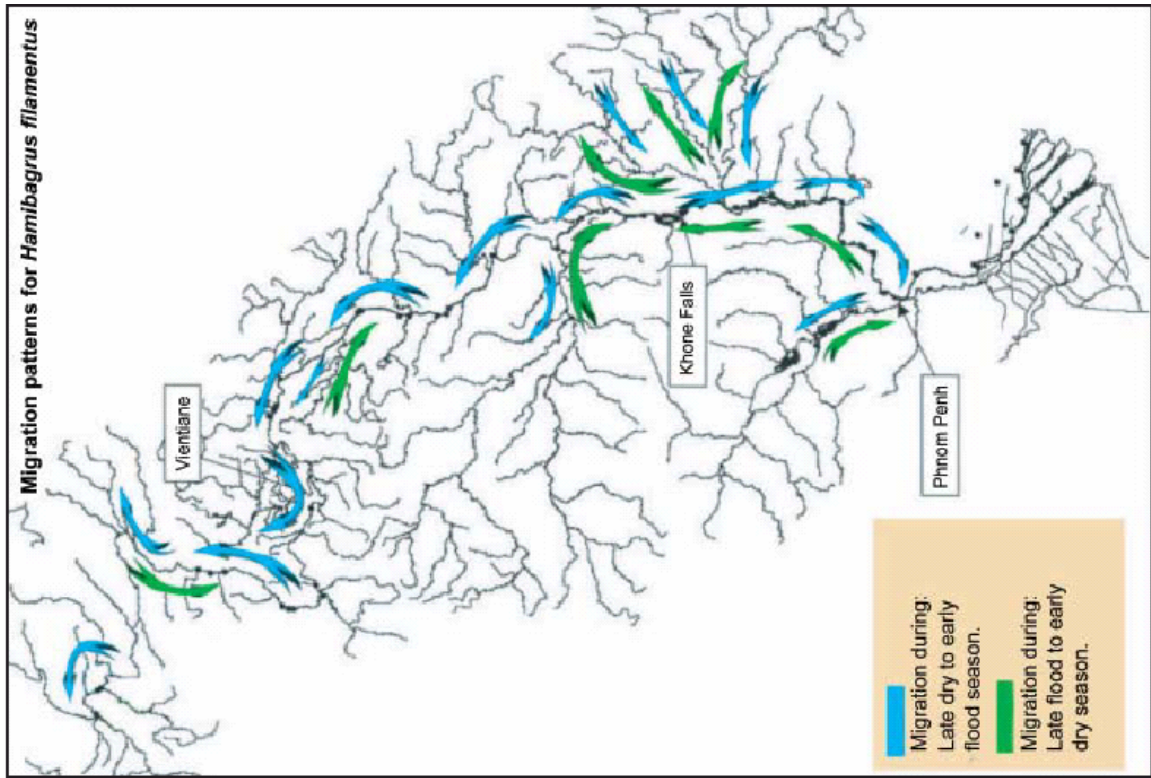 Migration patterns for Hamibagrus filamentus
Vientiane
Khone Falls
Phnom Penh
Migration during:
Late dry to early
flood season.
Migration during:
Late flood to early
dry season.